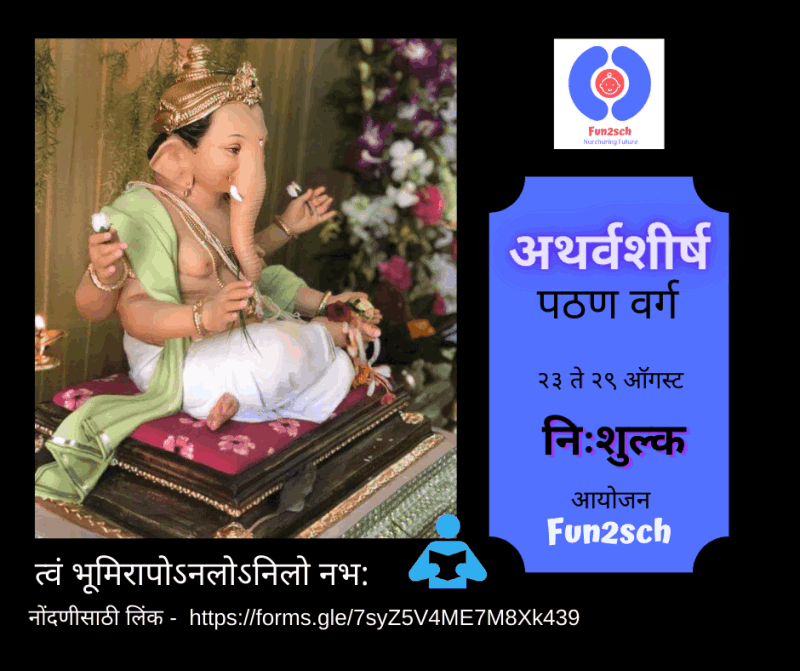 Fun2sch
Nurchuring Future
अथर्वशीर्ष
पठण वर्ग
२३ ते २९ ऑगस्ट
निःशुल्क
आयोजन
Fun2sch
त्वं भूमिरापोऽनलोऽनिलो नभ:
नोंदणीसाठी लिंक - https://forms.gle/7syZ5V4ME7M8Xk439